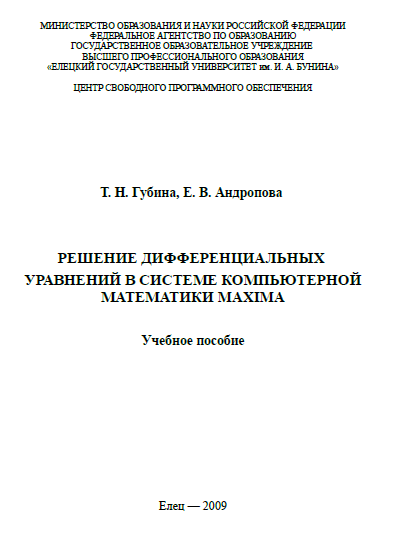 МИНИСТЕРСТВО ОБРАЗОВАНИЯ И НАУКИ РОССИЙСКОЙ ФЕДЕРАЦИИ
ФЕДЕРАЛЬНОЕ АГЕНТСТВО ПО ОБРАЗОВАНИЮ
ГОСУДАРСТВЕННОЕ ОБРАЗОВАТЕЛЬНОЕ УЧРЕЖДЕНИЕ
ВЫСШЕГО ПРОФЕССИОНАЛЬНОГО ОБРАЗОВАНИЯ
«ЕЛЕЦКИЙ ГОСУДАРСТВЕННЫЙ УНИВЕРСИТЕТ им. И. А. БУНИНА»
ЦЕНТР СВОБОДНОГО ПРОГРАММНОГО ОБЕСПЕЧЕНИЯ
Т. Н. Губина, Е. В. Андропова
РЕШЕНИЕ ДИФФЕРЕНЦИАЛЬНЫХ
УРАВНЕНИЙ В СИСТЕМЕ КОМПЬЮТЕРНОЙ
МАТЕМАТИКИ MAXIMA
Учебное пособие
Елец — 2009